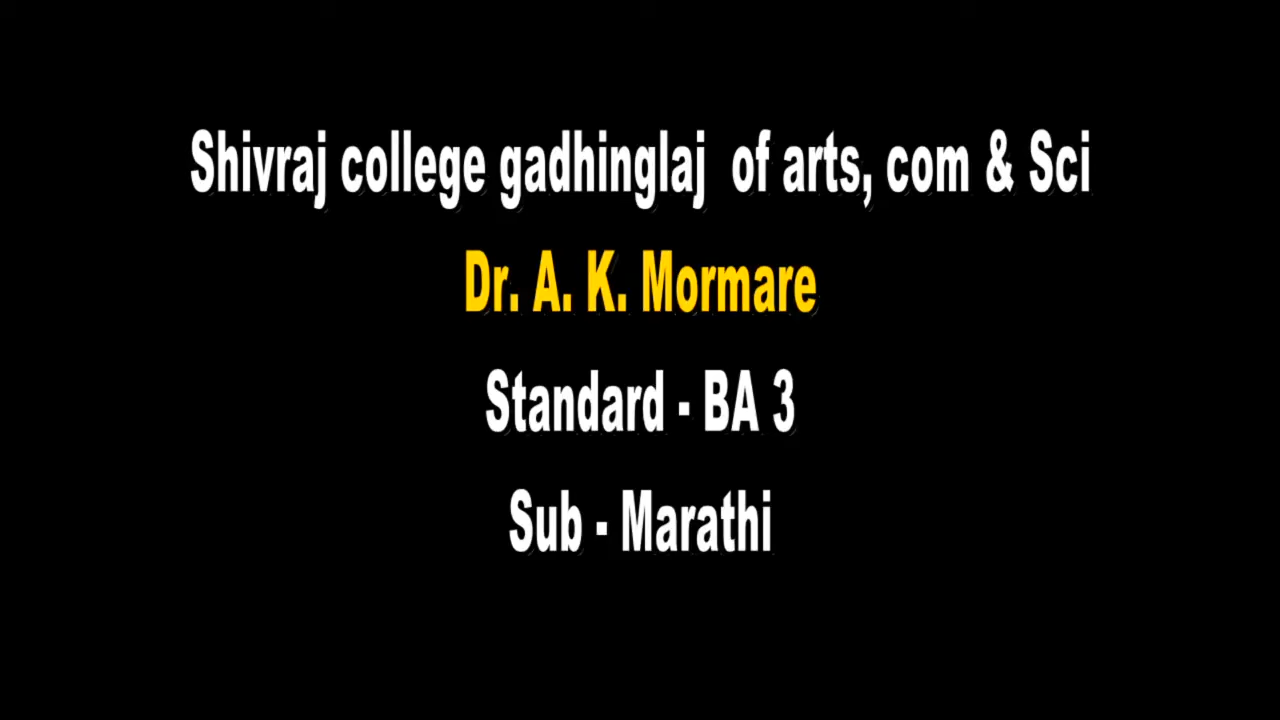 Shivraj college gadhinglaj of arts, com & Sci
Dr. A. K. Mormare
Standard - BA 3
Sub - Marathi